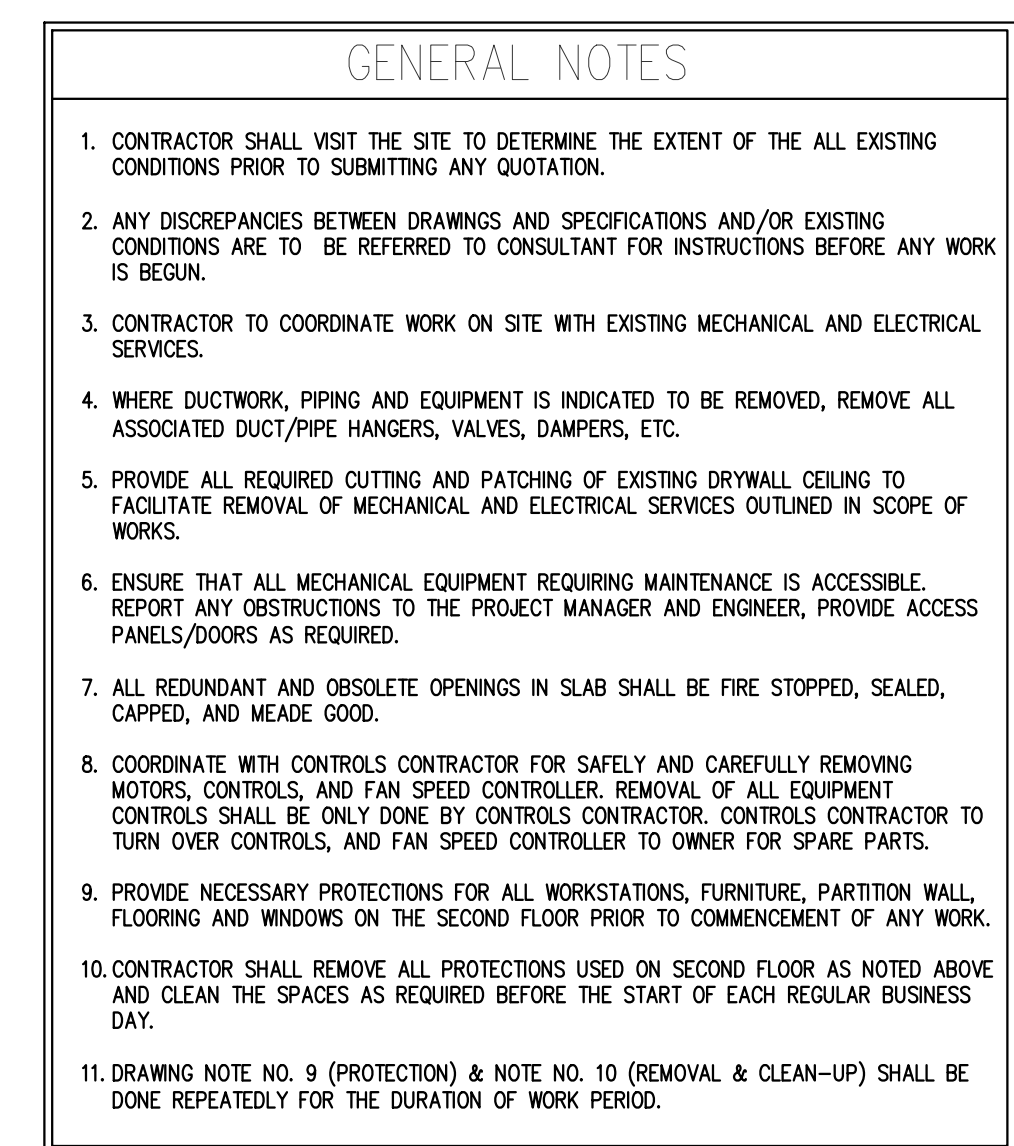 GENERAL NOTES
1. CONTRACTOR SHALL VISIT THE SITE TO DETERMINE THE EXTENT OF THE ALL EXISTING
CONDITIONS PRIOR TO SUBMITTING ANY QUOTATION.
2. ANY DISCREPANCIES BETWEEN DRAWINGS AND SPECIFICATIONS AND/OR EXISTING
CONDITIONS ARE TO BE REFERRED TO CONSULTANT FOR INSTRUCTIONS BEFORE ANY WORK
IS BEGUN.
3. CONTRACTOR TO COORDINATE WORK ON SITE WITH EXISTING MECHANICAL AND ELECTRICAL
SERVICES.
4. WHERE DUCTWORK, PIPING AND EQUIPMENT IS INDICATED TO BE REMOVED, REMOVE ALL
ASSOCIATED DUCT/PIPE HANGERS, VALVES, DAMPERS, ETC.
5. PROVIDE ALL REQUIRED CUTTING AND PATCHING OF EXISTING DRYWALL CEILING TO
FACILITATE REMOVAL OF MECHANICAL AND ELECTRICAL SERVICES OUTLINED IN SCOPE OF
WORKS.
6. ENSURE THAT ALL MECHANICAL EQUIPMENT REQUIRING MAINTENANCE IS ACCESSIBLE.
REPORT ANY OBSTRUCTIONS TO THE PROJECT MANAGER AND ENGINEER, PROVIDE ACCESS
PANELS/DOORS AS REQUIRED.
7. ALL REDUNDANT AND OBSOLETE OPENINGS IN SLAB SHALL BE FIRE STOPPED, SEALED,
CAPPED, AND MEADE GOOD.
8. COORDINATE WITH CONTROLS CONTRACTOR FOR SAFELY AND CAREFULLY REMOVING
MOTORS, CONTROLS, AND FAN SPEED CONTROLLER. REMOVAL OF ALL EQUIPMENT
CONTROLS SHALL BE ONLY DONE BY CONTROLS CONTRACTOR. CONTROLS CONTRACTOR TO
TURN OVER CONTROLS, AND FAN SPEED CONTROLLER TO OWNER FOR SPARE PARTS.
9. PROVIDE NECESSARY PROTECTIONS FOR ALL WORKSTATIONS, FURNITURE, PARTITION WALL,
FLOORING AND WINDOWS ON THE SECOND FLOOR PRIOR TO COMMENCEMENT OF ANY WORK.
10. CONTRACTOR SHALL REMOVE ALL PROTECTIONS USED ON SECOND FLOOR AS NOTED ABOVE
AND CLEAN THE SPACES AS REQUIRED BEFORE THE START OF EACH REGULAR BUSINESS
DAY.
11. DRAWING NOTE NO. 9 (PROTECTION) & NOTE NO. 10 (REMOVAL & CLEAN-UP) SHALL BE
DONE REPEATEDLY FOR THE DURATION OF WORK PERIOD.